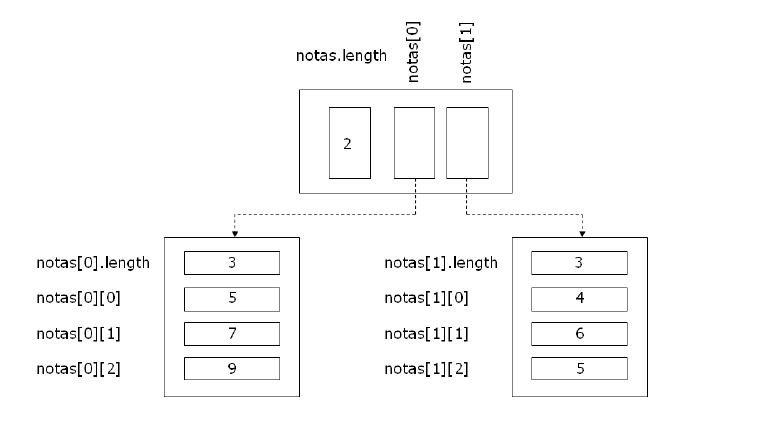 notas.length
notas[0]
notas[1]
2
notas[0].length 3
notas[0][0] 5
notas[0][1] 7
notas[0][2] 9
notas[1].length 3
notas[1][0] 4
notas[1][1] 6
notas[1][2] 5